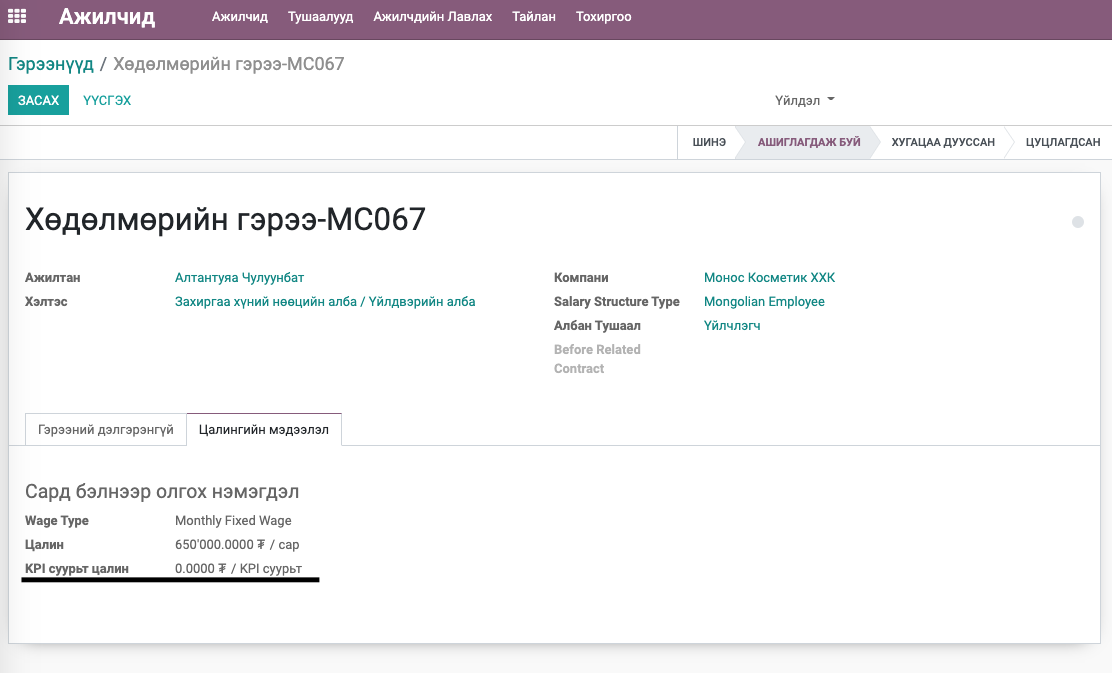 Ажилчид
Ажилчид Тушаалууд Ажилчдийн Лавлах Тайлан Тохиргоо
Гэрээнүүд / Хөдөлмөрийн гэрээ-МС067
ЗАСАХ ҮҮСГЭХ Үйлдэл
ШИНЭ АШИГЛАГДАЖ БУЙ ХУГАЦАА ДУУССАН ЦУЦЛАГДСАН
Хөдөлмөрийн гэрээ-МС067
Ажилтан Алтантуяа Чулуунбат Компани Монос Косметик ХХК
Хэлтэс Захиргаа хүний нөөцийн алба / Үйлдвэрийн алба Salary Structure Type Mongolian Employee
Албан Тушаал Үйлчлэгч
Before Related
Contract
Гэрээний дэлгэрэнгүй Цалингийн мэдээлэл
Сард бэлнээр олгох нэмэгдэл
Wage Type Monthly Fixed Wage
Цалин 650'000.0000 ₮ / сар
KPI суурьт цалин 0.0000 ₮ / KPI суурьт